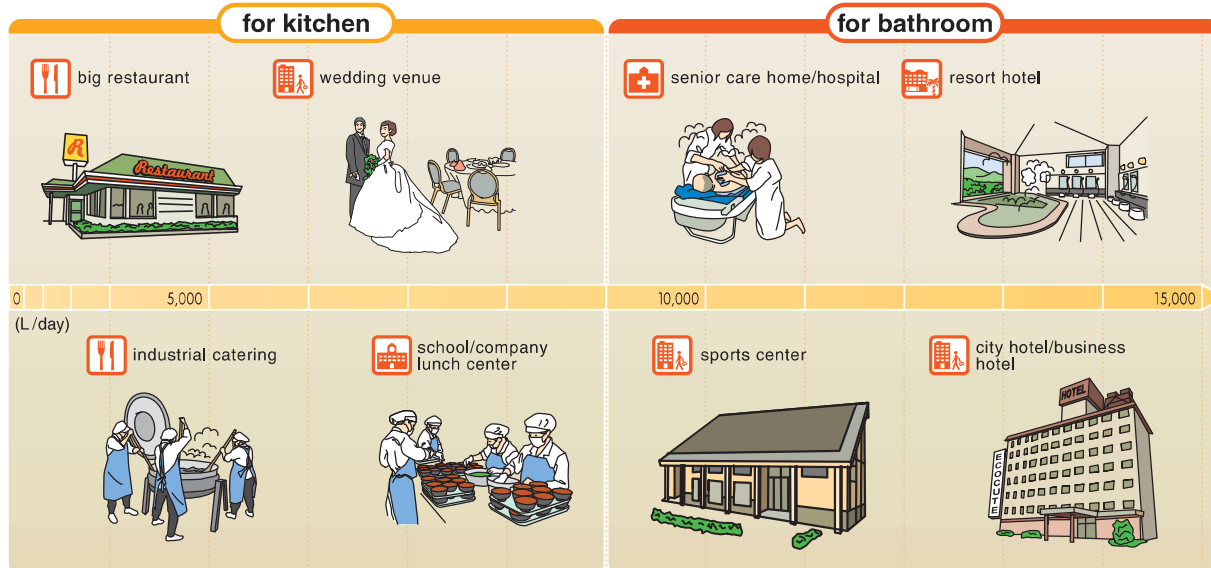 for kitchen
for bathroom
big restaurant
wedding venue
senior care home/hospital
resort hotel
R
Restaurant
0
5,000
10,000
15,000
(L/day)
industrial catering
school/company
lunch center
sports center
city hotel/business
hotel
HOTEL
ECOCUTE